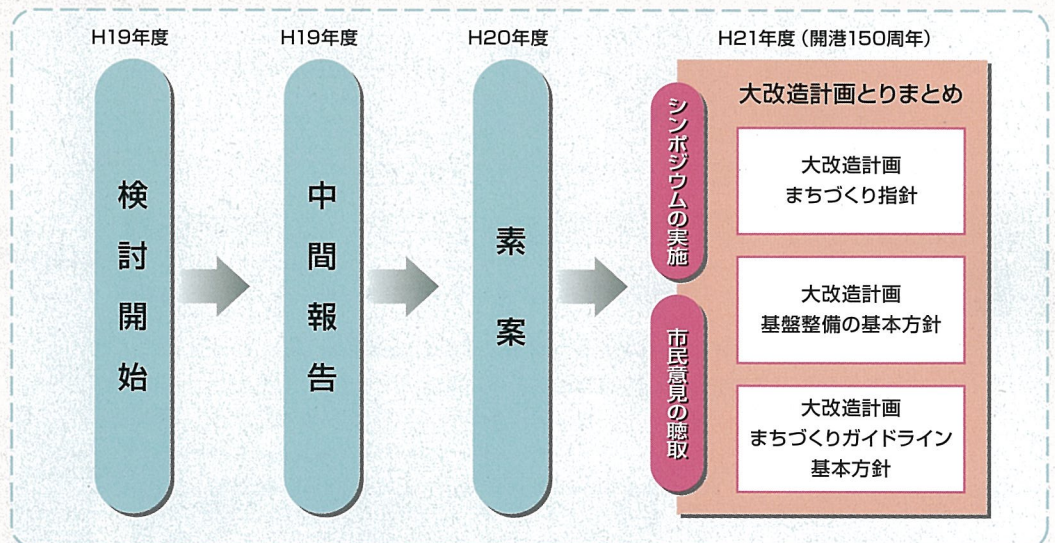 H19年度
検討開始
H19年度
中間報告
H20年度
素案
H21年度（開港150周年）
シンポジウムの実施
市民意見の聴取
大改造計画とりまとめ
大改造計画
まちづくり指針
大改造計画
基盤整備の基本方針
大改造計画
まちづくりガイドライン
基本方針